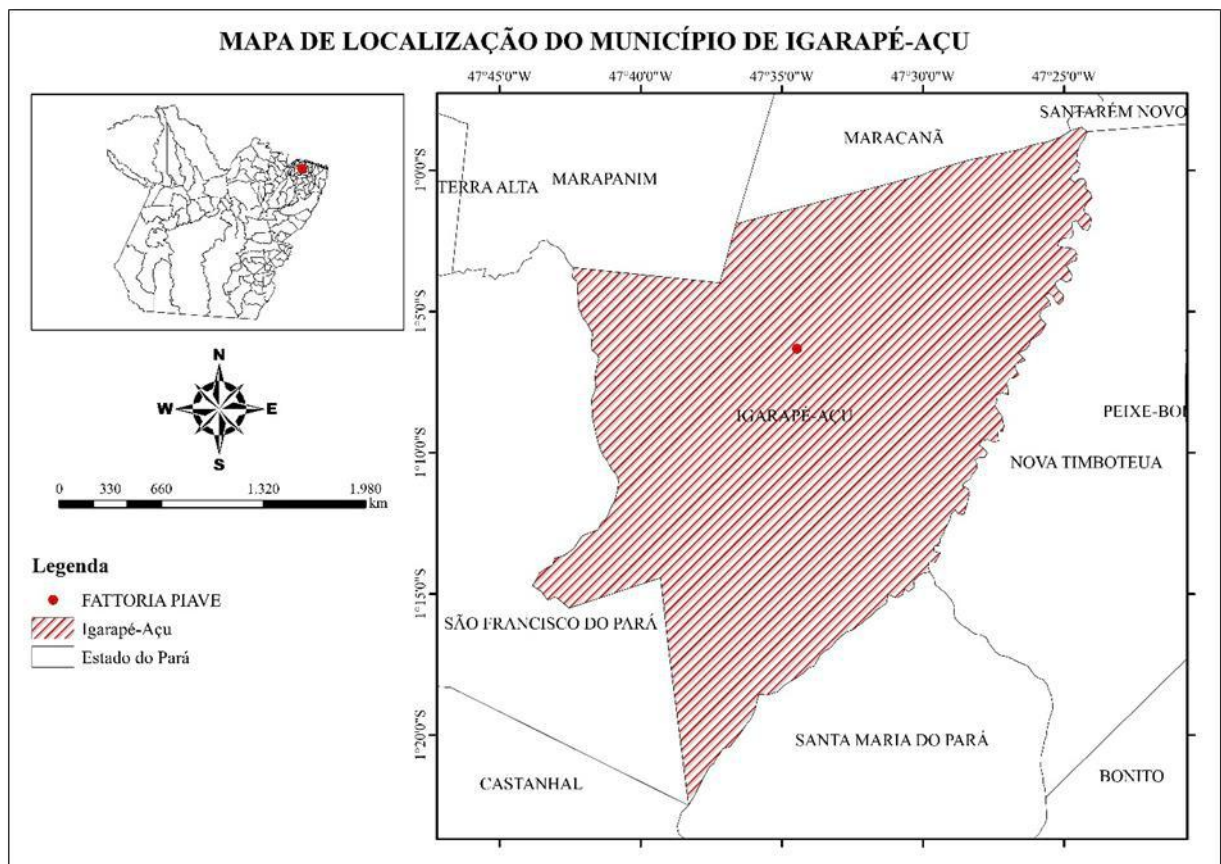 MAPA DE LOCALIZAÇÃO DO MUNICÍPIO DE IGARAPÉ-AÇU
47°45'0"W 47°40'0"W 47°35'0"W 47°30'0"W 47°25'0"W
SANTARÉM NOVO
MARACANÃ
1°0'0"S
TERRA ALTA
MARAPANIM
1°5'0"S
N
W E
S
IGARAPÉ-AÇU
PEIXE-BOI
1°10'0"S
NOVA TIMBOTEUA
0 330 660 1.320 1.980
km
Legenda
FATTORIA PIAVE
Igarapé-Açu
Estado do Pará
1°15'0"S
SÃO FRANCISCO DO PARÁ
1°20'0"S
SANTA MARIA DO PARÁ
CASTANHAL
BONITO